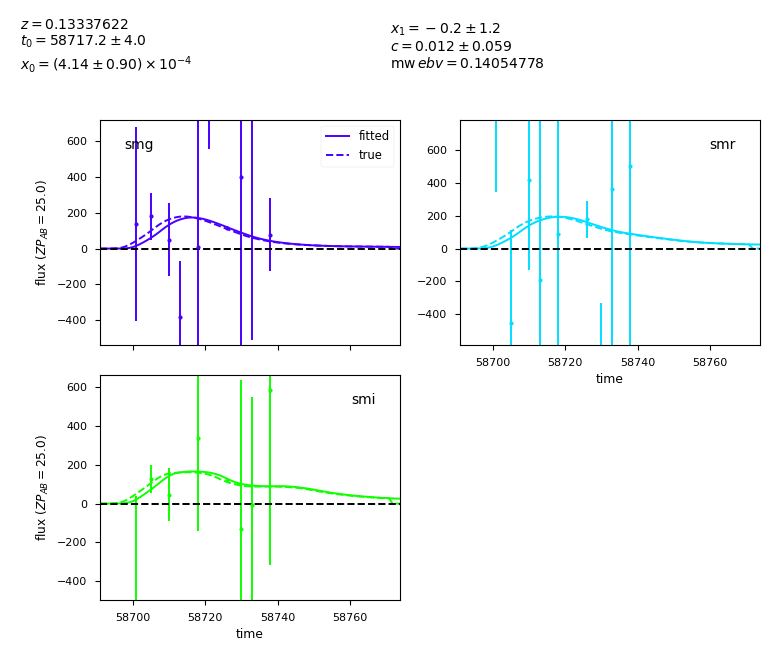 z = 0.13337622
t₀ = 58717.2 ± 4.0
x₀ = (4.14 ± 0.90) × 10⁻⁴
x₁ = −0.2 ± 1.2
c = 0.012 ± 0.059
mw ebv = 0.14054778
smg
fitted
true
600
400
200
0
−200
−400
flux (ZP_AB = 25.0)
smr
600
400
200
0
−200
−400
58700 58720 58740 58760
time
smi
600
400
200
0
−200
−400
flux (ZP_AB = 25.0)
58700 58720 58740 58760
time